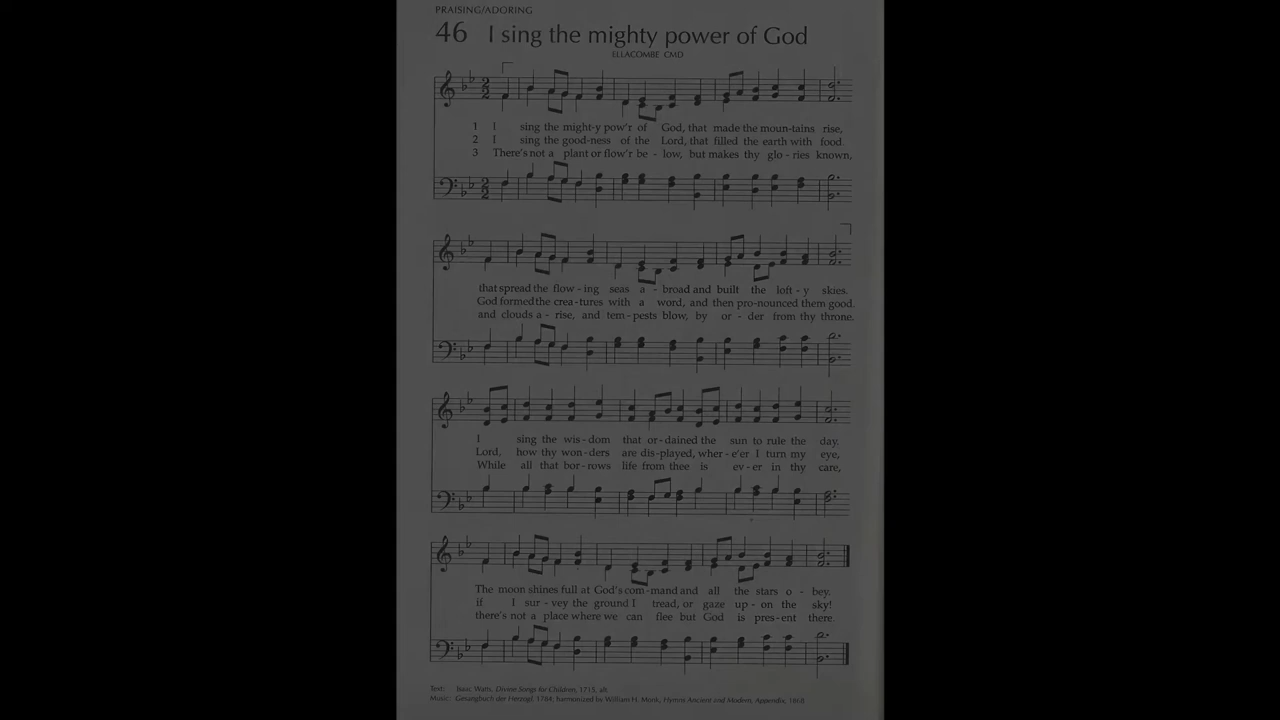 PRAISING/ADORING
46 I sing the mighty power of God
ELLACOMBE CMD
1 I sing the might-y pow'r of God, that made the moun-tains rise,
2 I sing the good-ness of the Lord, that filled the earth with food.
3 There's not a plant or flow'r be - low, but makes thy glo - ries known,
that spread the flow - ing seas a - broad and built the loft - y skies.
God formed the crea - tures with a word, and then pro-nounced them good.
and clouds a - rise, and tem - pests blow, by or - der from thy throne.
I sing the wis - dom that or - dained the sun to rule the day.
Lord, how thy won - ders are dis - played, wher - e'er I turn my eye,
While all that bor - rows life from thee is ev - er in thy care,
The moon shines full at God's com - mand and all the stars o - bey.
if I sur - vey the ground I tread, or gaze up - on the sky!
there's not a place where we can flee but God is pres - ent there.
Text: Isaac Watts, Divine Songs for Children, 1715, alt.
Music: Gesangbuch der Herzogl, 1784; harmonized by William H. Monk, Hymns Ancient and Modern, Appendix, 1868